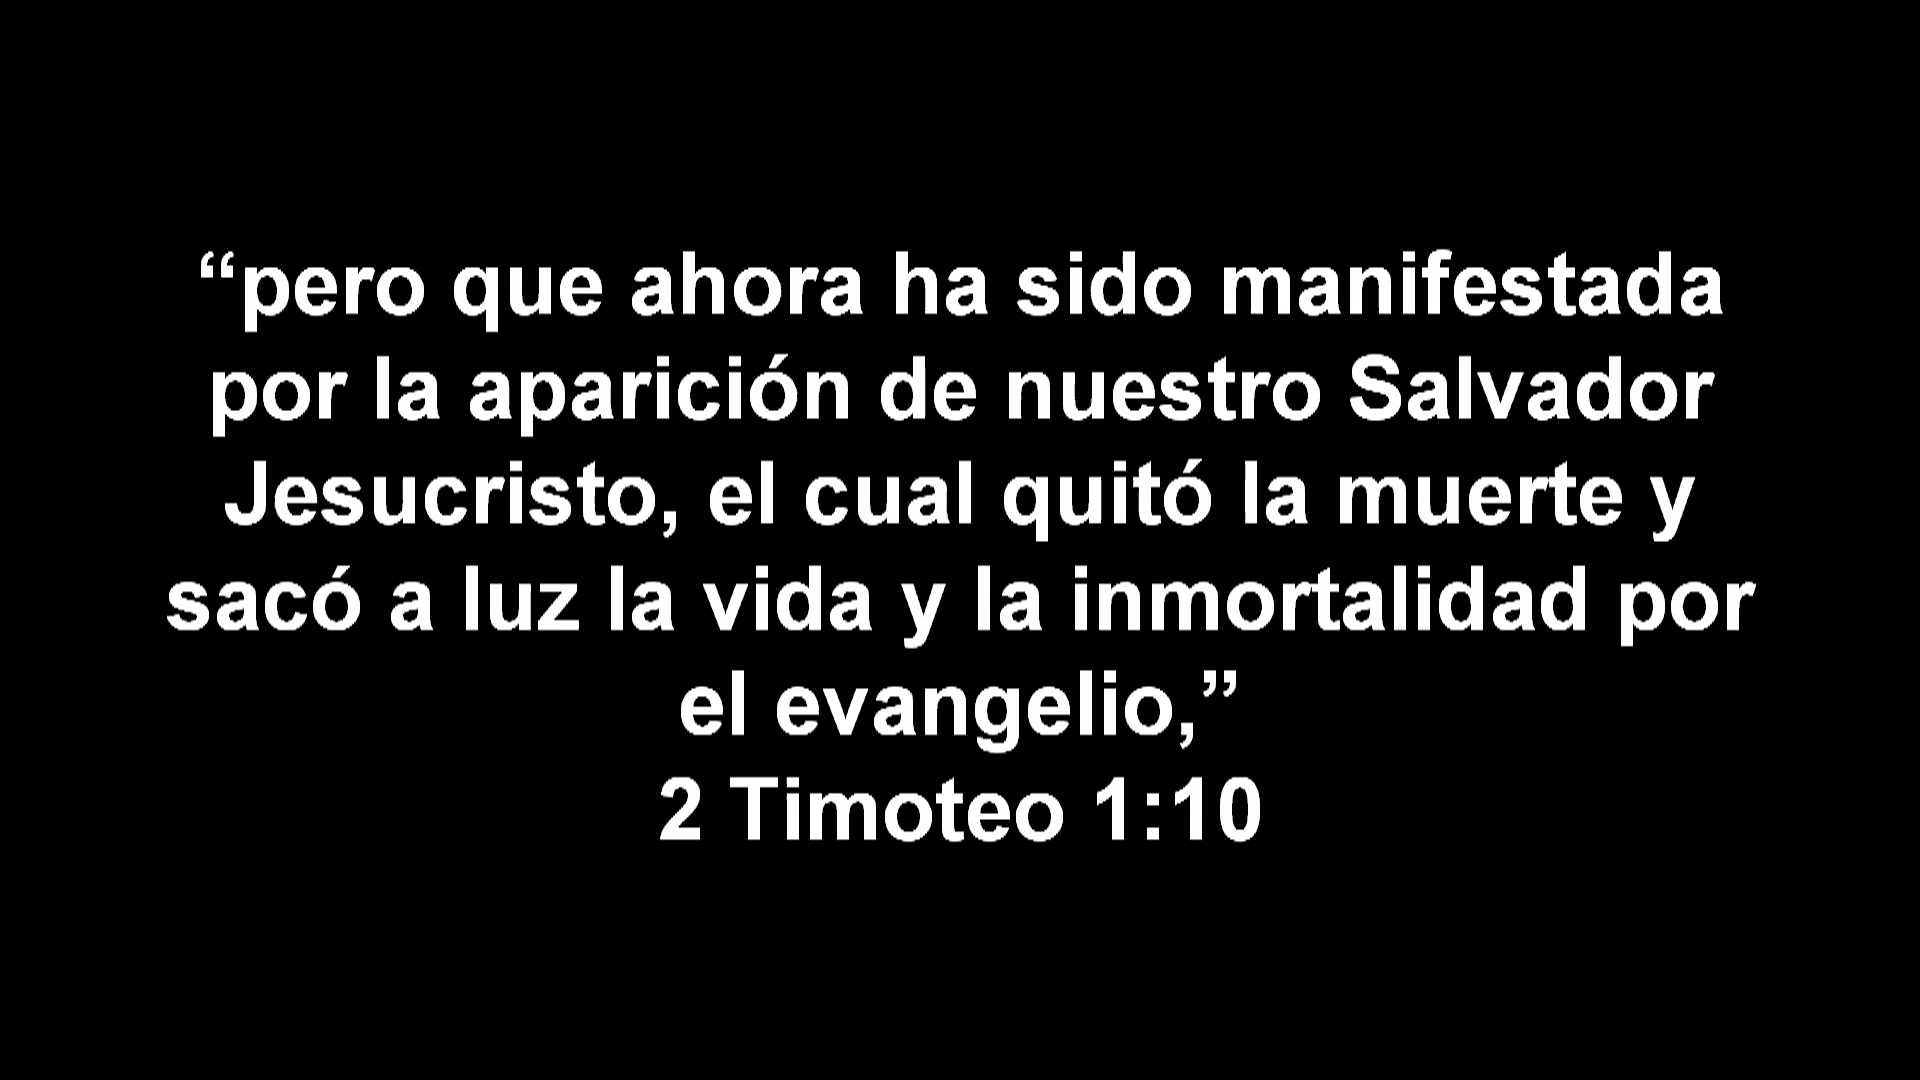 “pero que ahora ha sido manifestada
por la aparición de nuestro Salvador
Jesucristo, el cual quitó la muerte y
sacó a luz la vida y la inmortalidad por
el evangelio,”
2 Timoteo 1:10